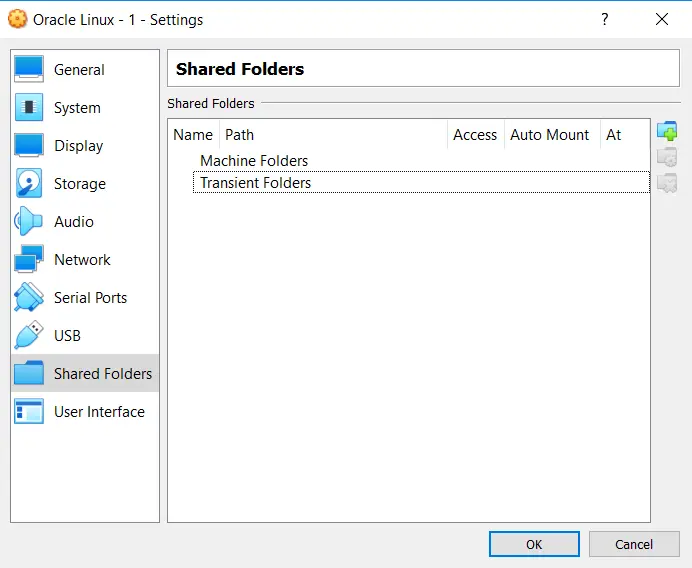 Oracle Linux - 1 - Settings
?
General
System
Display
Storage
Audio
Network
Serial Ports
USB
Shared Folders
User Interface
Shared Folders
Shared Folders
Name Path Access Auto Mount At
Machine Folders
Transient Folders
OK Cancel